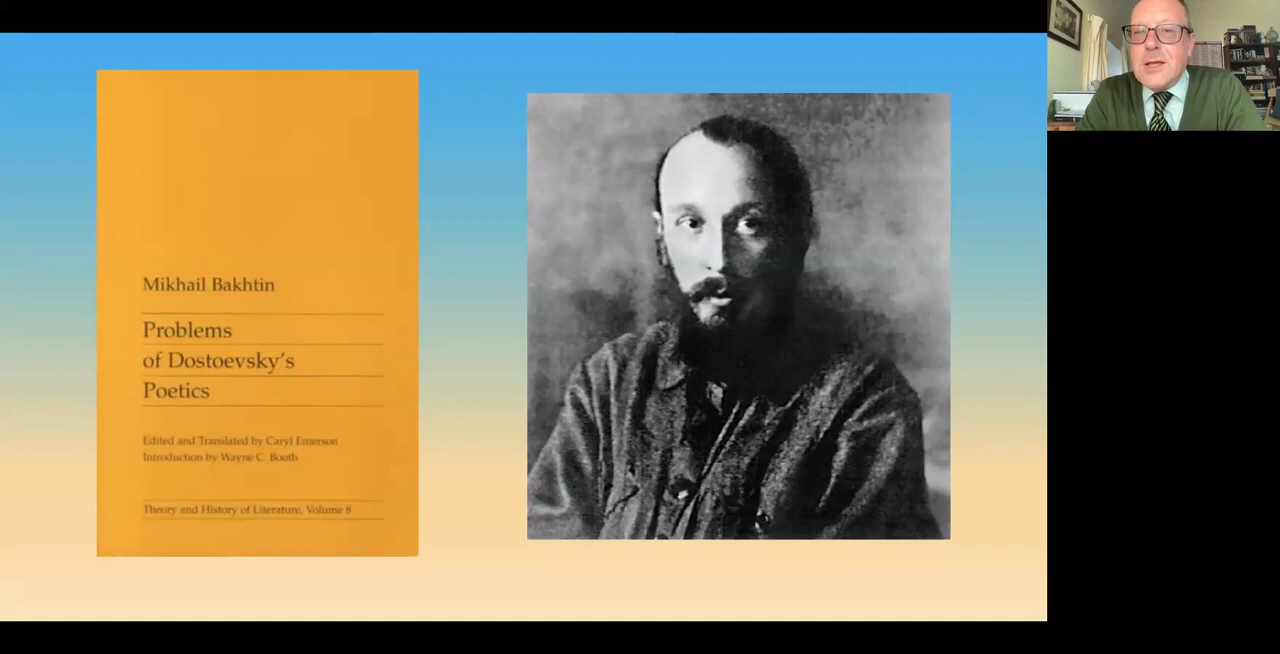 Mikhail Bakhtin
Problems
of Dostoevsky's
Poetics
Edited and Translated by Caryl Emerson
Introduction by Wayne C. Booth
Theory and History of Literature, Volume 8